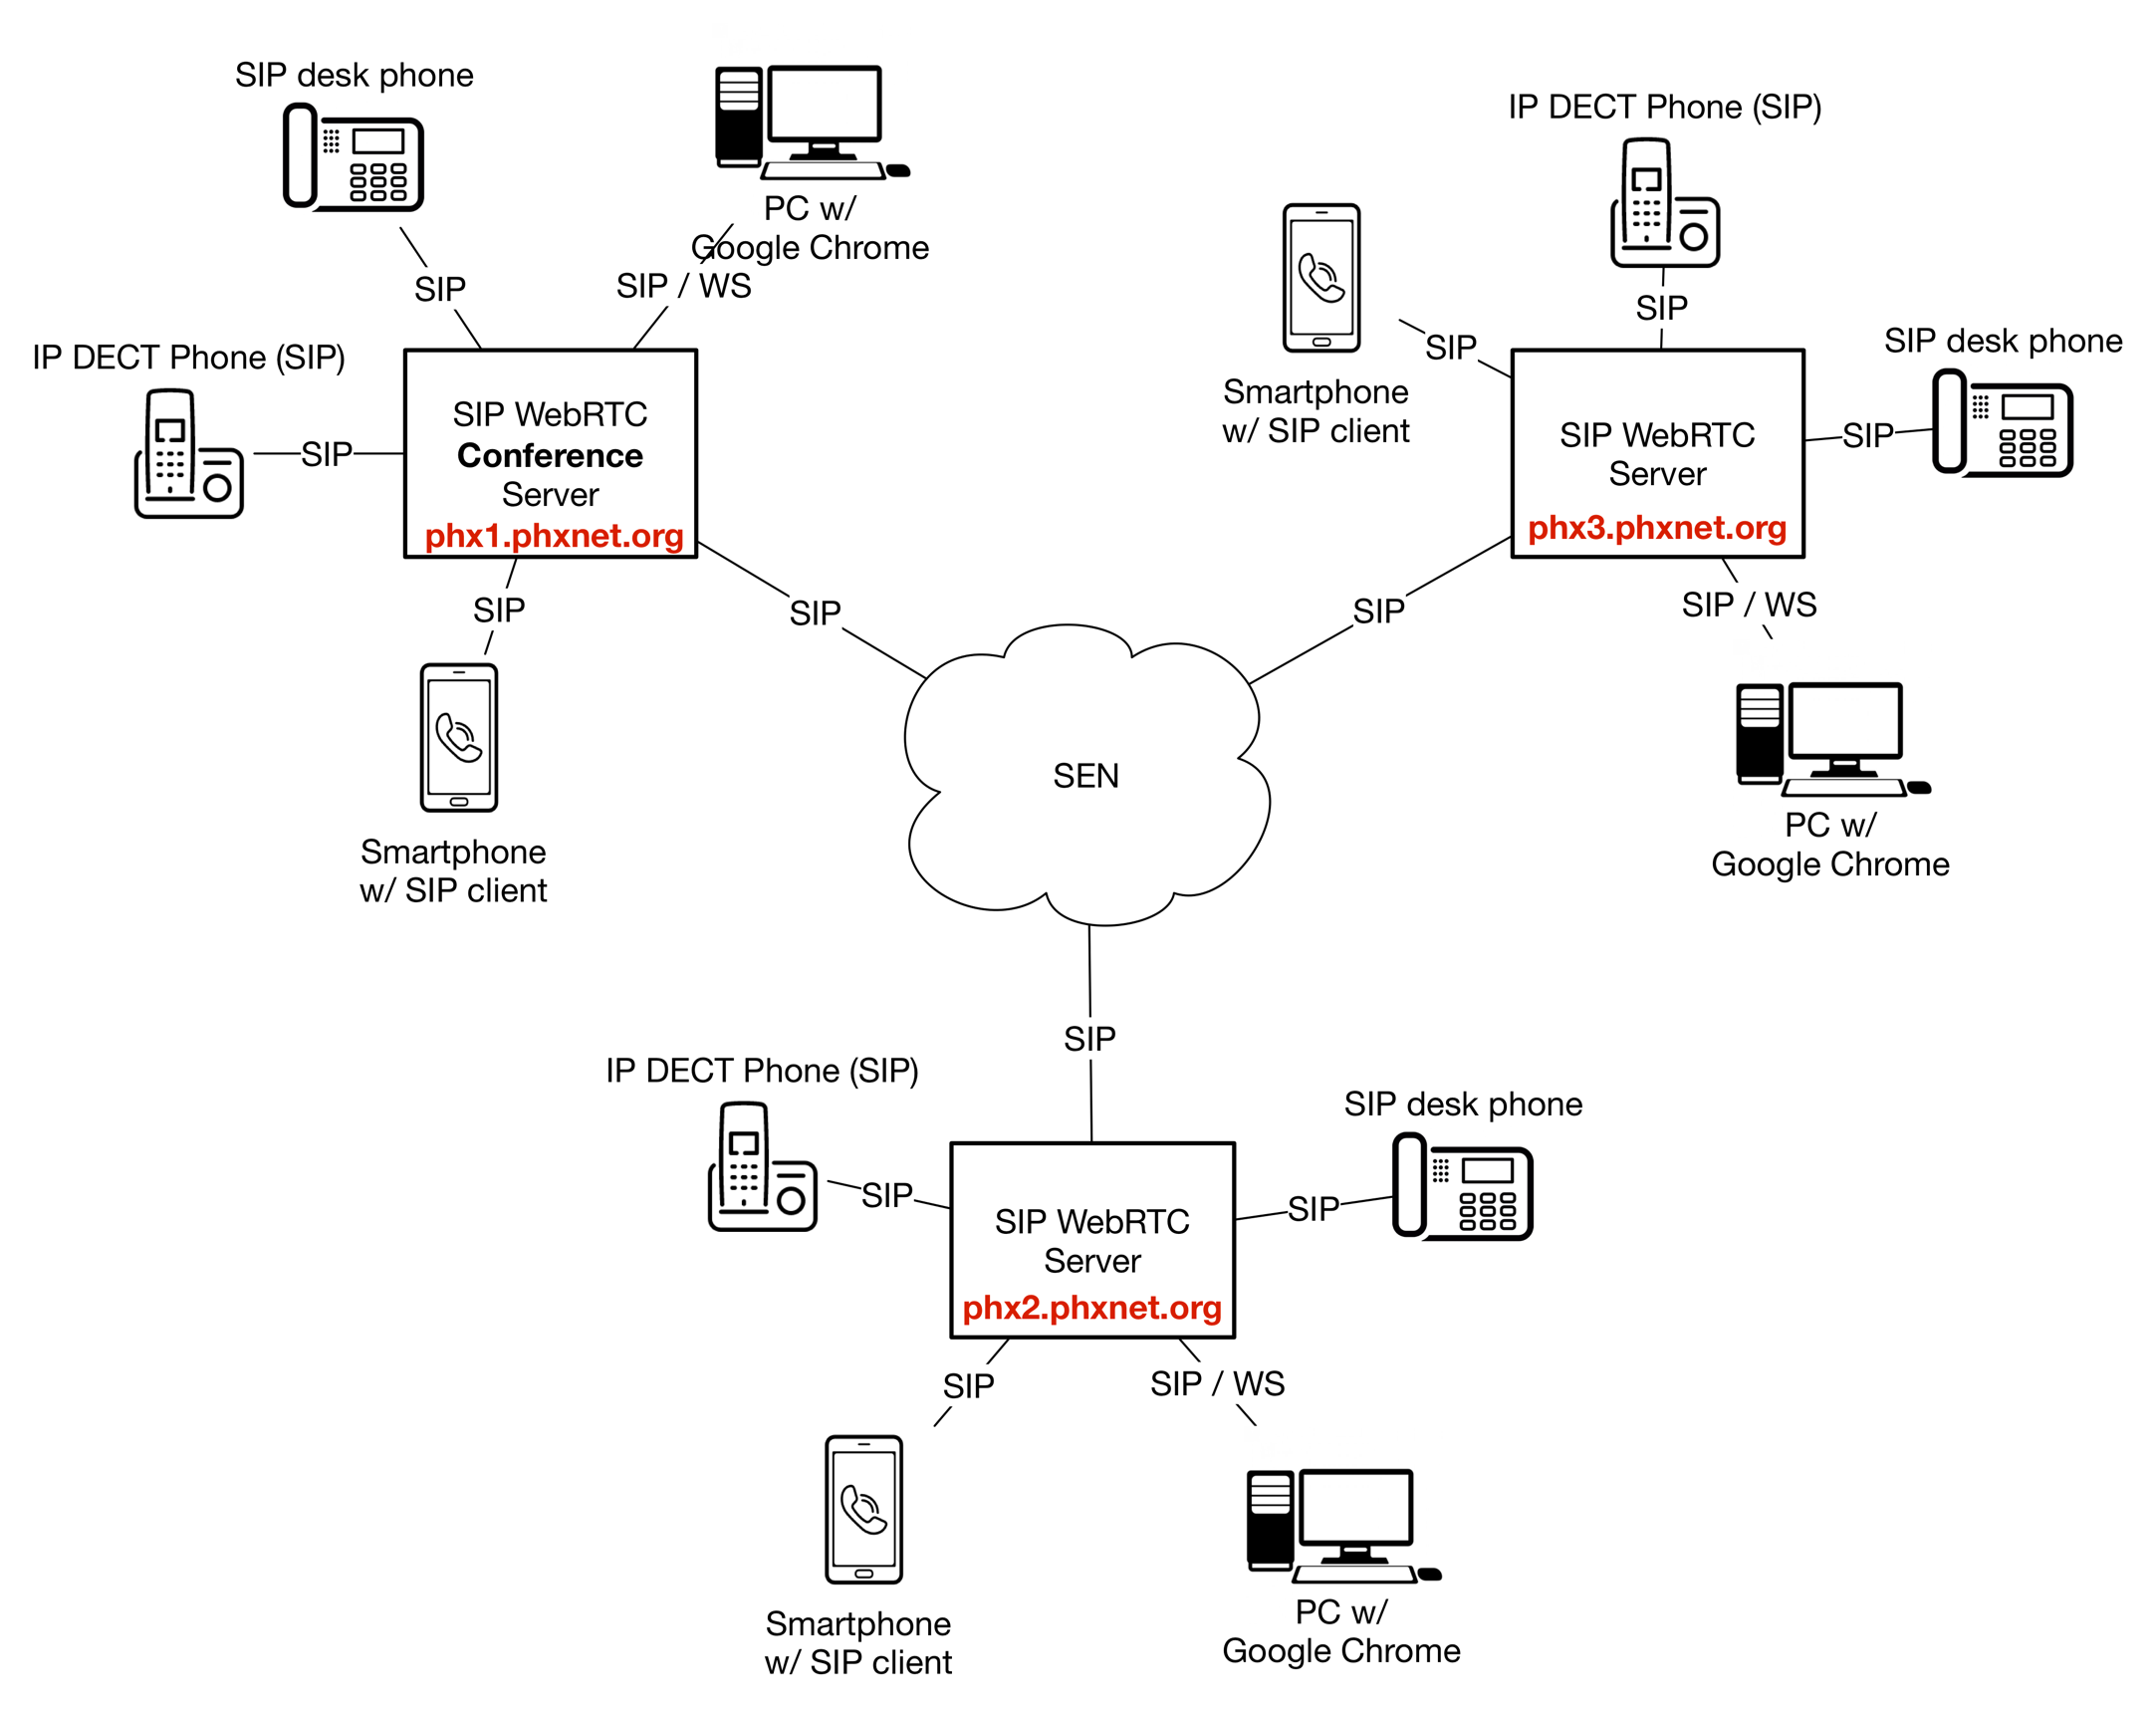 SIP desk phone
PC w/
Google Chrome
SIP
SIP / WS
IP DECT Phone (SIP)
SIP
SIP WebRTC
Conference
Server
phx1.phxnet.org
SIP
Smartphone
w/ SIP client
SIP
IP DECT Phone (SIP)
SIP
SIP
Smartphone
w/ SIP client
SIP desk phone
SIP
SIP WebRTC
Server
phx3.phxnet.org
SIP / WS
PC w/
Google Chrome
SIP
SEN
SIP
IP DECT Phone (SIP)
SIP
SIP desk phone
SIP
SIP WebRTC
Server
phx2.phxnet.org
SIP
SIP / WS
Smartphone
w/ SIP client
PC w/
Google Chrome